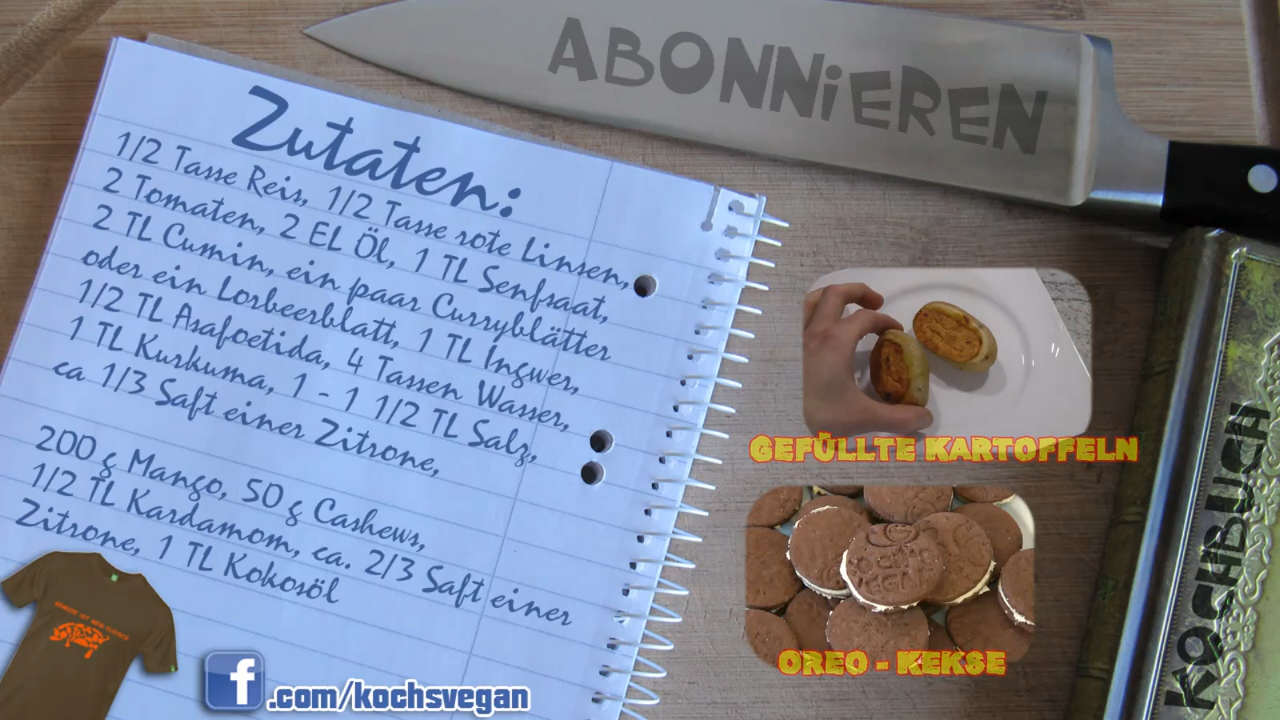 ABONNiEREN
Zutaten:
1/2 Tasse Reis, 1/2 Tasse rote Linsen,
2 Tomaten, 2 EL Öl, 1 TL Senfsaat,
2 TL Cumin, ein paar Curryblätter
oder ein Lorbeerblatt, 1 TL Ingwer,
1/2 TL Asafoetida, 4 Tassen Wasser,
1 TL Kurkuma, 1 - 1 1/2 TL Salz,
ca 1/3 Saft einer Zitrone,
200 g Mango, 50 g Cashews,
1/2 TL Kardamom, ca. 2/3 Saft einer
Zitrone, 1 TL Kokosöl
GEFÜLLTE KARTOFFELN
OREO - KEKSE
KOCHBUCH
f .com/kochsvegan